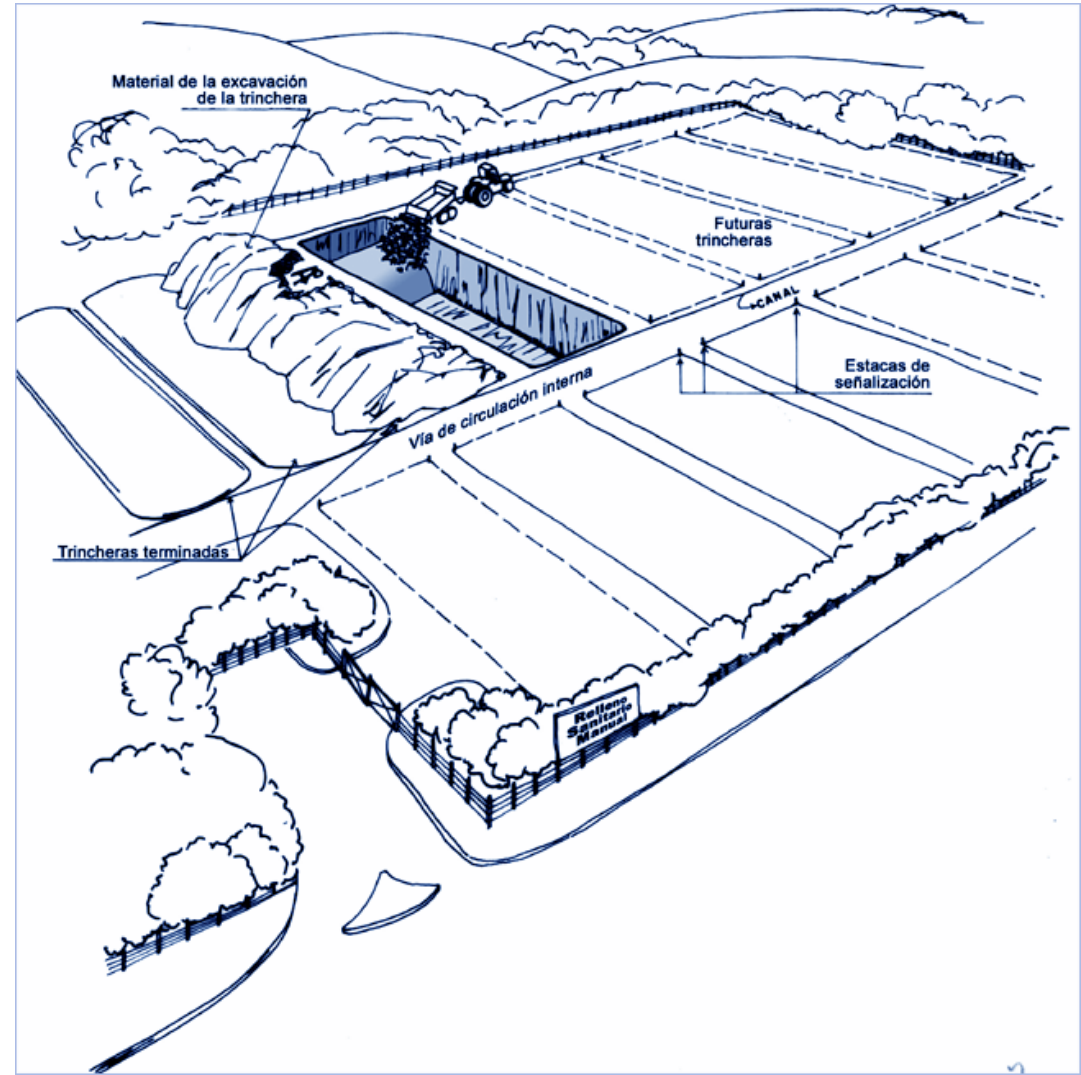 Material de la excavación
de la trinchera
Futuras
trincheras
CANAL
Estacas de
señalización
Vía de circulación interna
Trincheras terminadas
Relleno
Sanitario
Manual